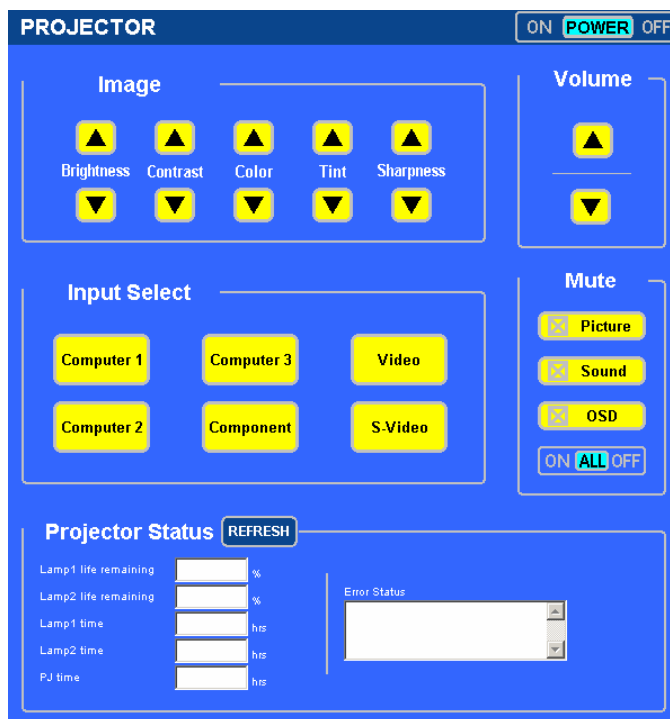 PROJECTOR
ON POWER OFF
Image
Brightness Contrast Color Tint Sharpness
Volume
Input Select
Computer 1 Computer 3 Video
Computer 2 Component S-Video
Mute
Picture
Sound
OSD
ON ALL OFF
Projector Status REFRESH
Lamp1 life remaining %
Lamp2 life remaining %
Lamp1 time hrs
Lamp2 time hrs
PJ time hrs
Error Status